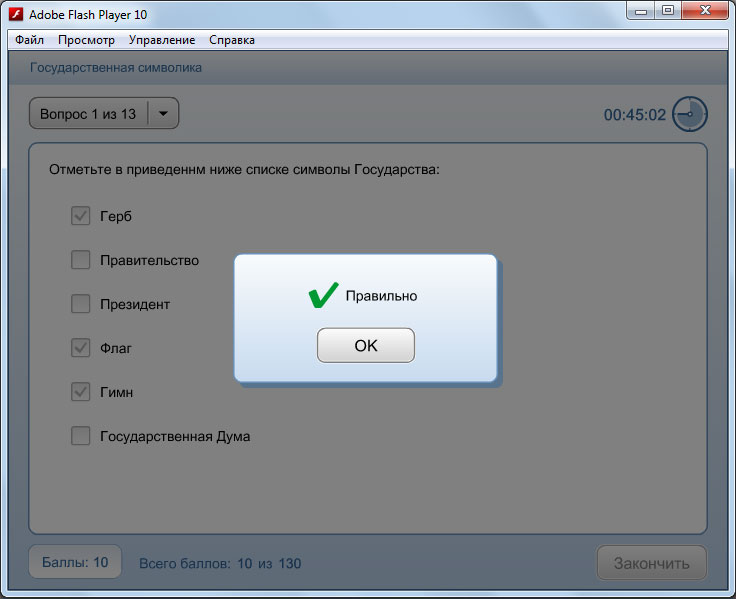 Adobe Flash Player 10
Файл Просмотр Управление Справка
Государственная символика
Вопрос 1 из 13
00:45:02
Отметьте в приведеннм ниже списке символы Государства:
Герб
Правительство
Президент
Флаг
Гимн
Государственная Дума
Правильно
OK
Баллы: 10 Всего баллов: 10 из 130
Закончить